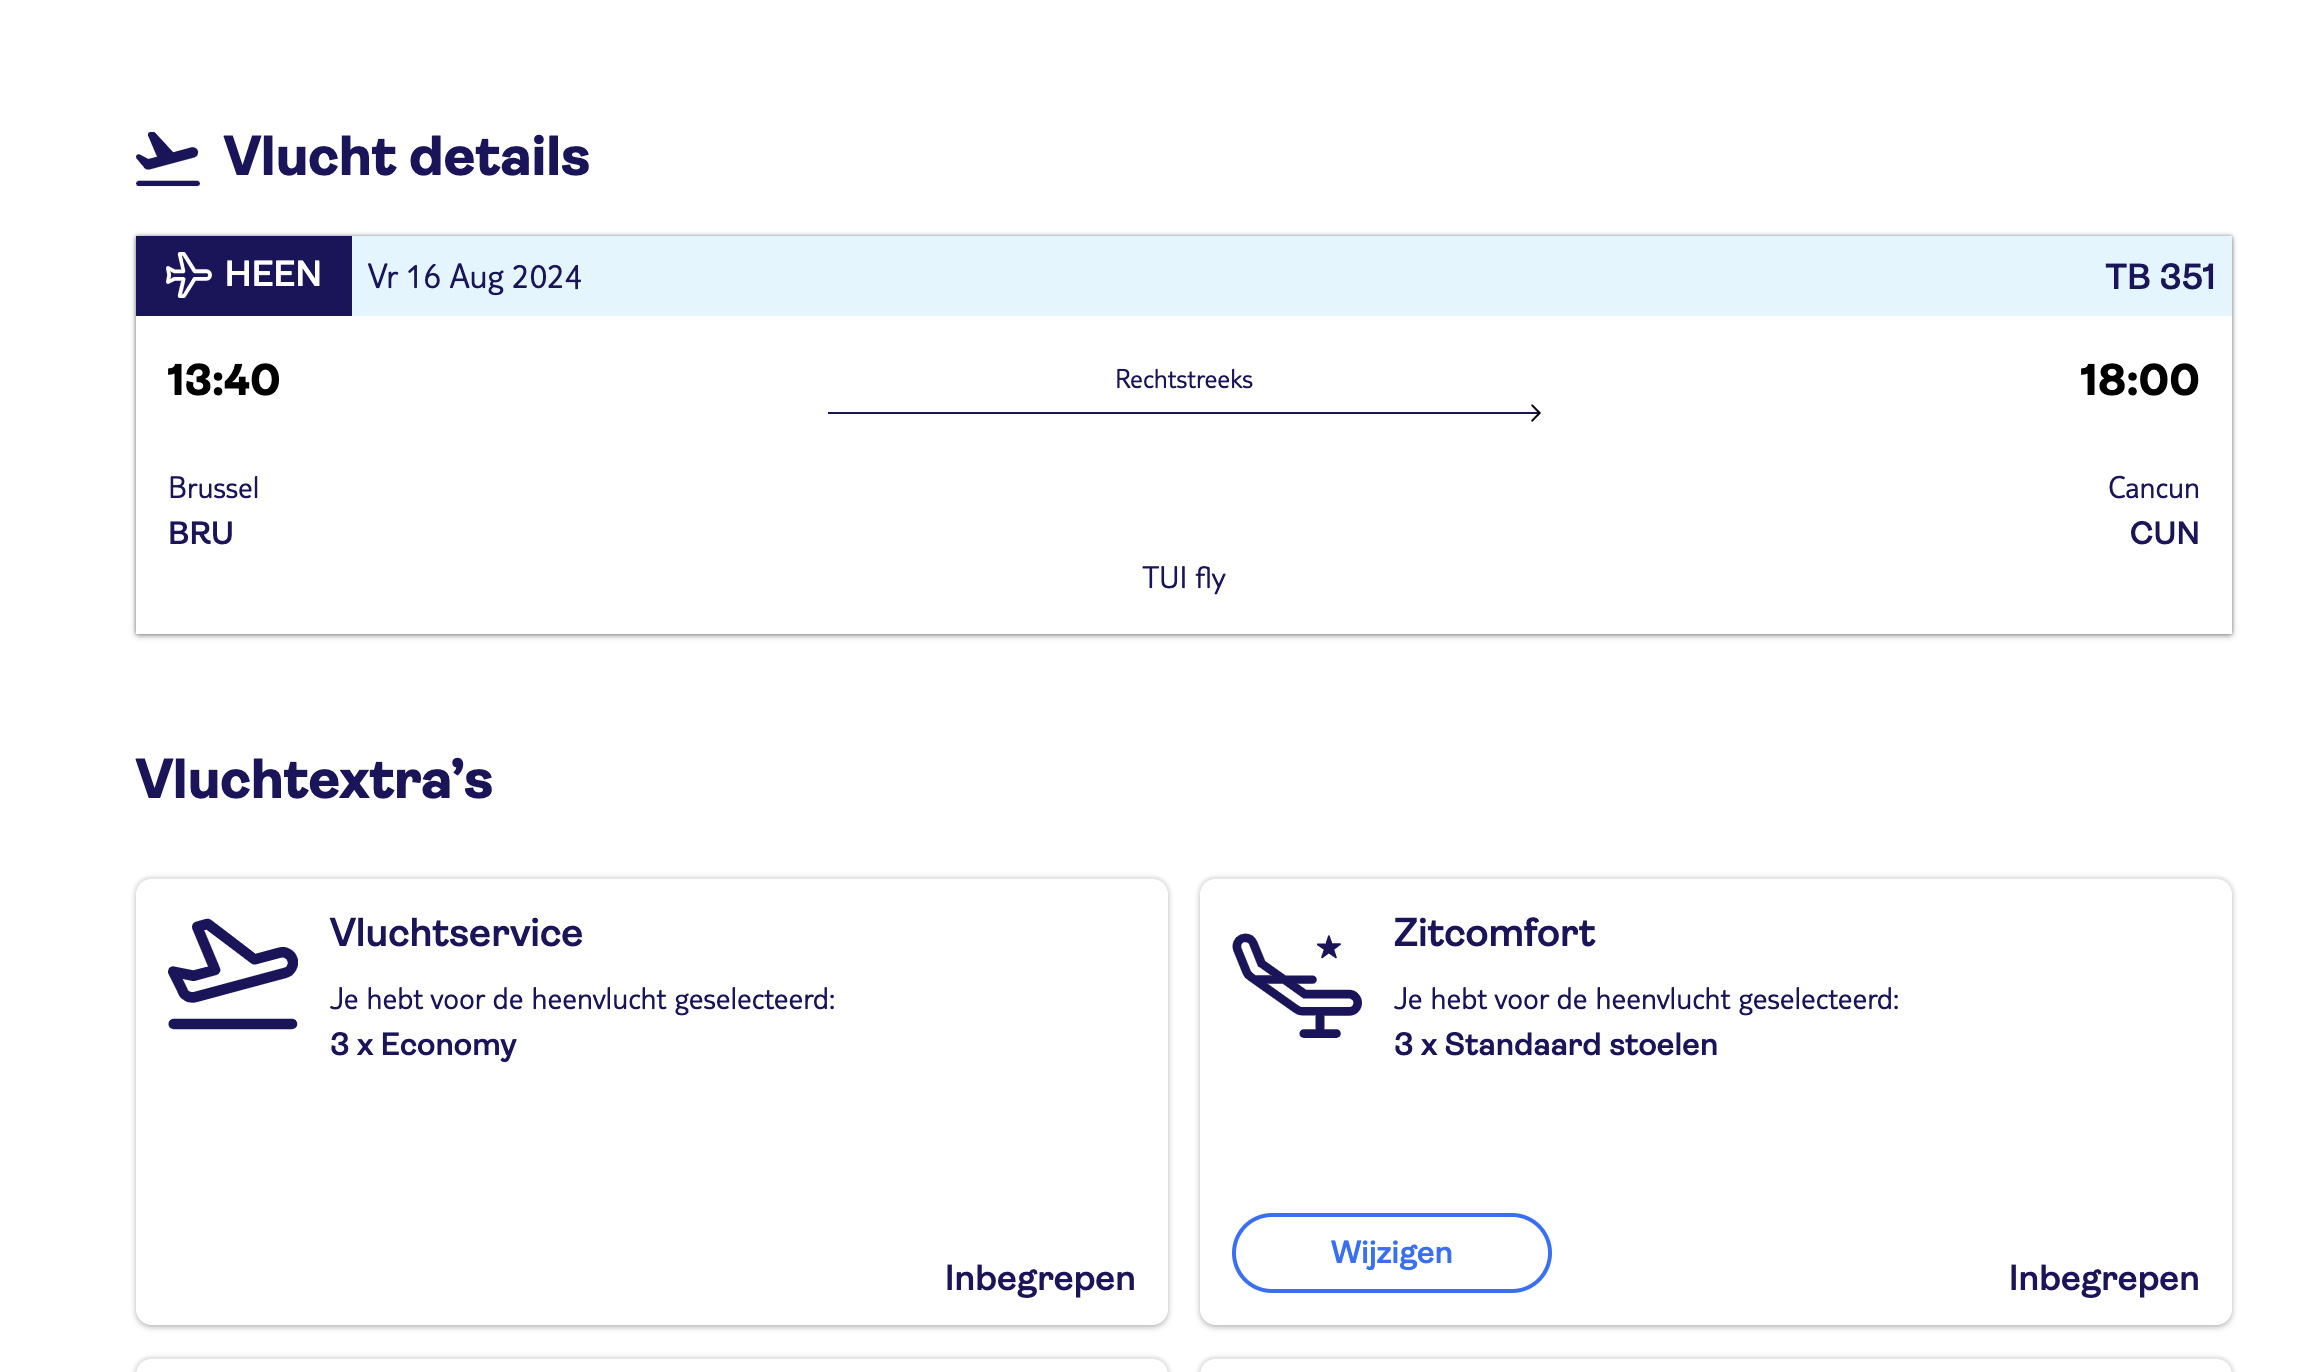 Vlucht details
HEEN Vr 16 Aug 2024 TB 351
13:40 Rechtstreeks 18:00
Brussel Cancun
BRU CUN
TUI fly
Vluchtextra’s
Vluchtservice
Je hebt voor de heenvlucht geselecteerd:
3 x Economy
Inbegrepen
Zitcomfort
Je hebt voor de heenvlucht geselecteerd:
3 x Standaard stoelen
Wijzigen
Inbegrepen